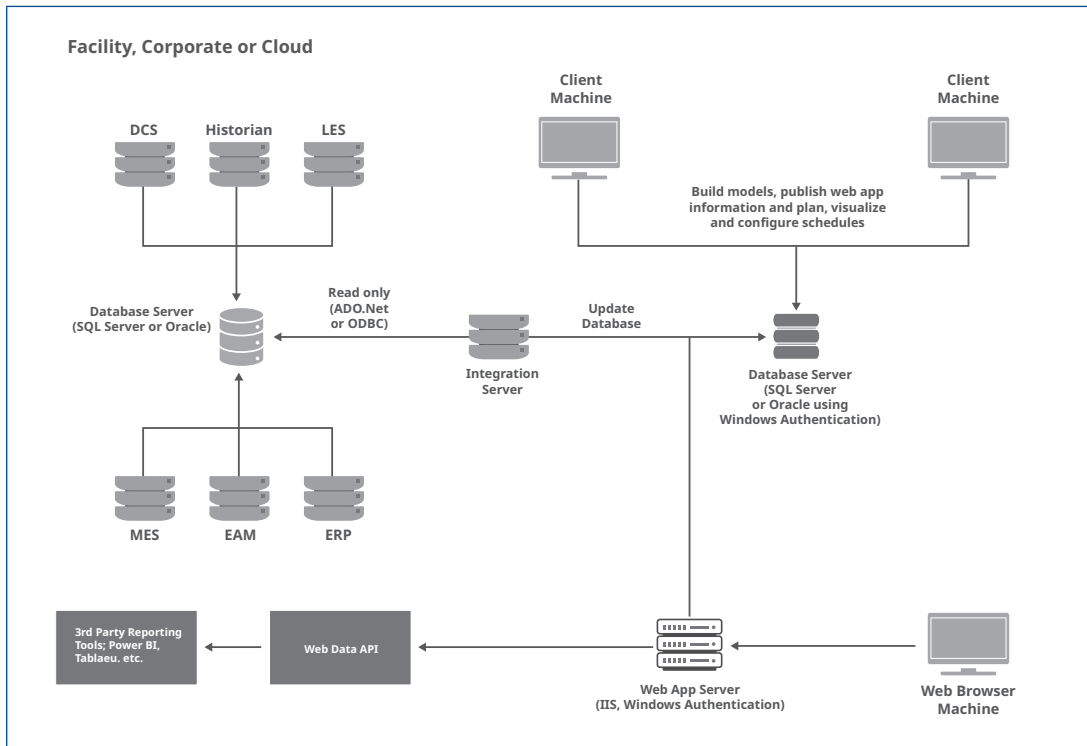 Facility, Corporate or Cloud
Client
Machine
Client
Machine
DCS
Historian
LES
Build models, publish web app
information and plan, visualize
and configure schedules
Database Server
(SQL Server or Oracle)
Read only
(ADO.Net
or ODBC)
Update
Database
Integration
Server
Database Server
(SQL Server
or Oracle using
Windows Authentication)
MES
EAM
ERP
3rd Party Reporting
Tools; Power BI,
Tablaeu. etc.
Web Data API
Web App Server
(IIS, Windows Authentication)
Web Browser
Machine